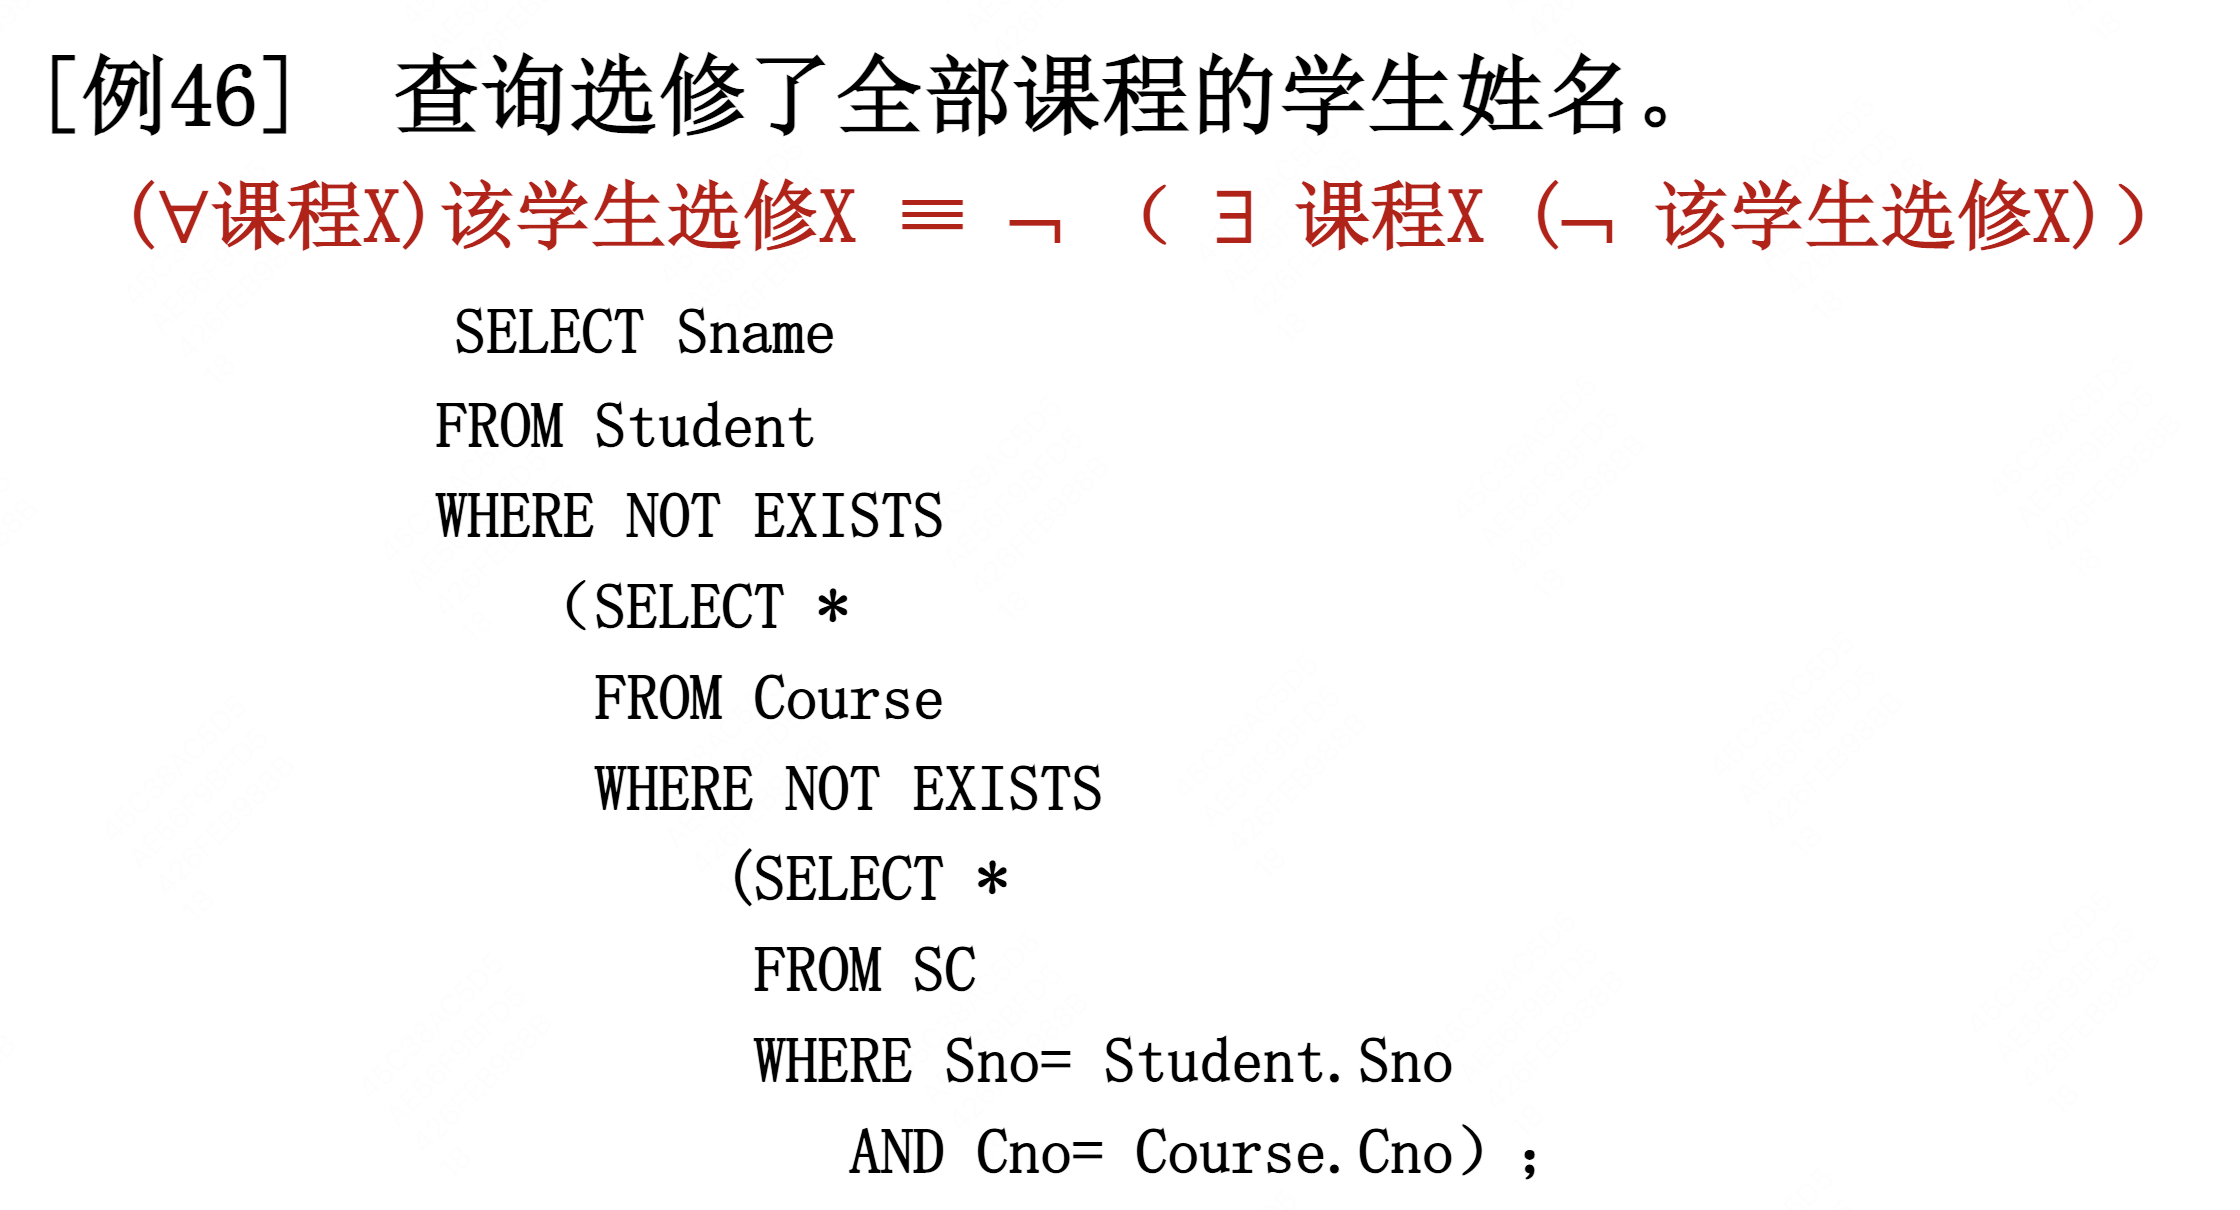 [例46] 查询选修了全部课程的学生姓名。
(∀课程X)该学生选修X ≡ ¬ （ ∃ 课程X (¬ 该学生选修X)）
SELECT Sname
FROM Student
WHERE NOT EXISTS
（SELECT *
FROM Course
WHERE NOT EXISTS
(SELECT *
FROM SC
WHERE Sno= Student.Sno
AND Cno= Course.Cno）;